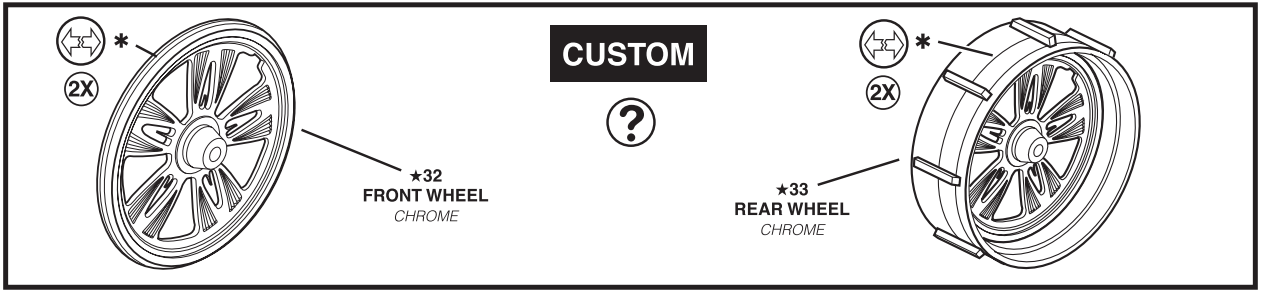 *
2X
★32
FRONT WHEEL
CHROME
CUSTOM
?
*
2X
★33
REAR WHEEL
CHROME